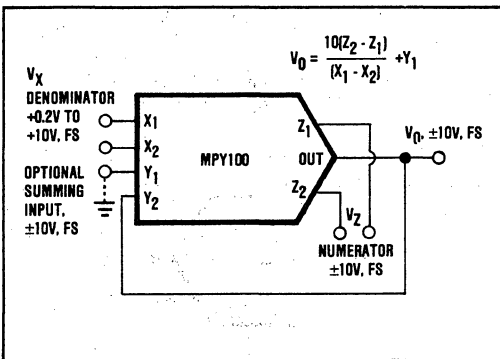 V₀ = 10(Z₂ - Z₁) / (X₁ - X₂) + Y₁
Vₓ
DENOMINATOR
+0.2V TO
+10V, FS
OPTIONAL
SUMMING
INPUT,
±10V, FS
X₁
X₂
Y₁
Y₂
MPY100
Z₁
OUT
Z₂
V₀, ±10V, FS
V_Z
NUMERATOR
±10V, FS